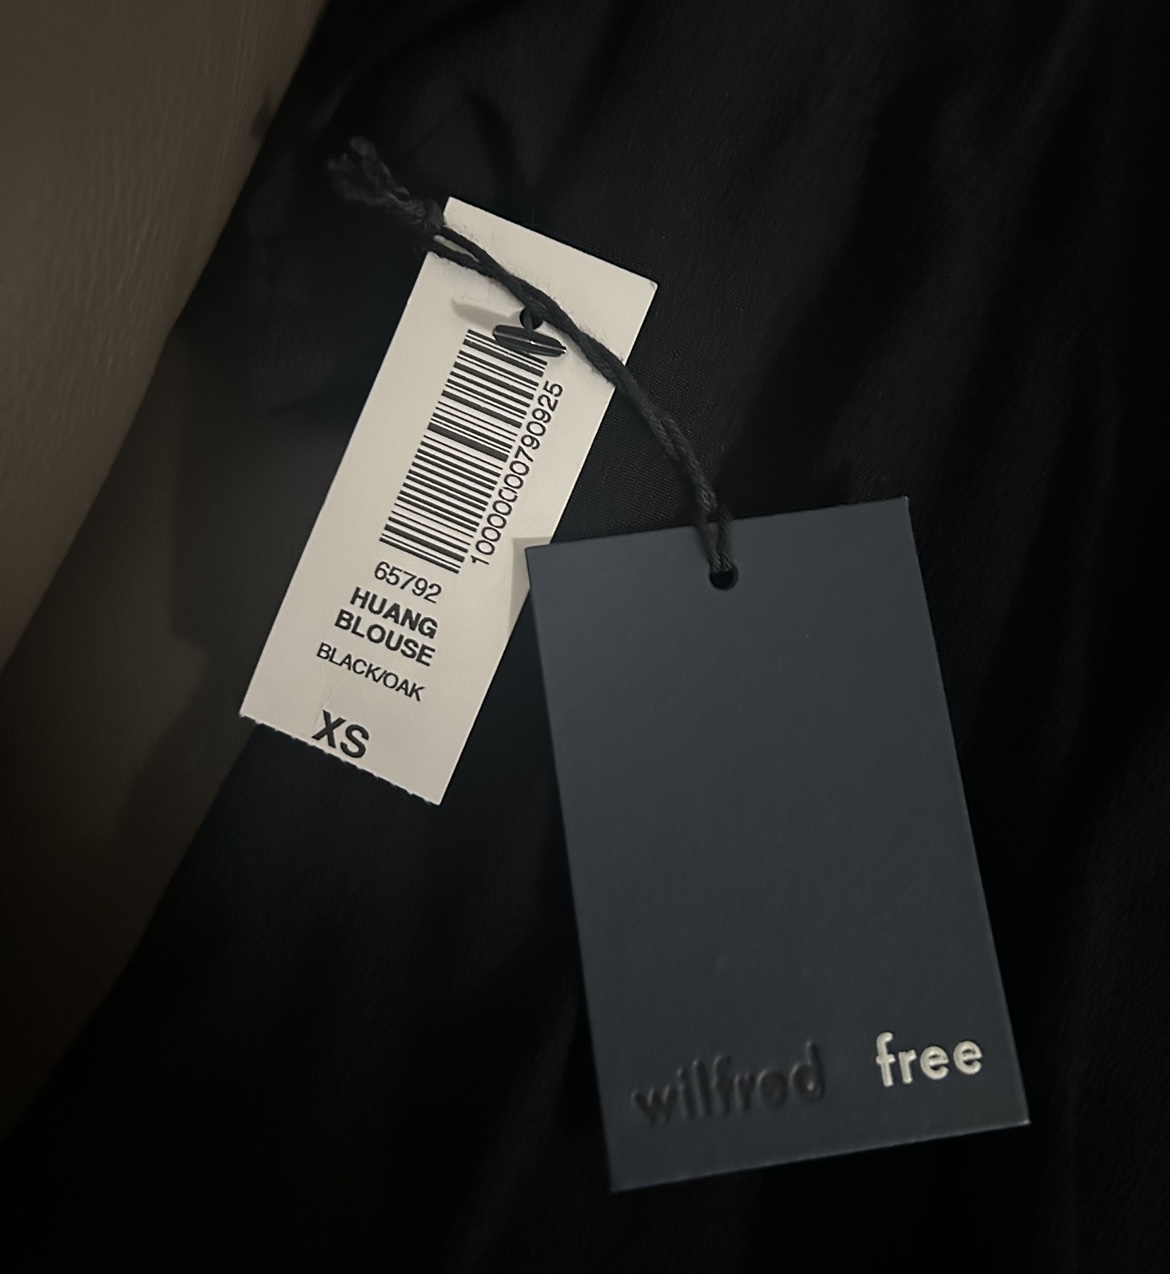 1000000790925
65792
HUANG
BLOUSE
BLACK/OAK
XS
wilfred free